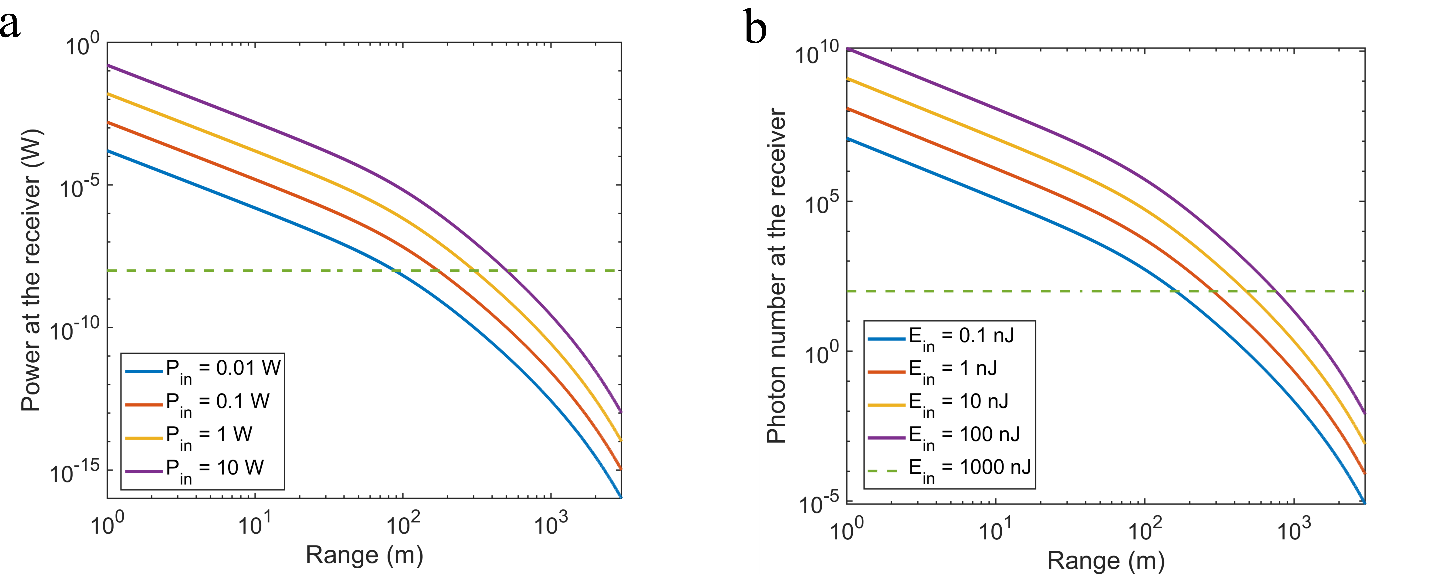 a
Power at the receiver (W)
10^0
10^-5
10^-10
10^-15
P_in = 0.01 W
P_in = 0.1 W
P_in = 1 W
P_in = 10 W
10^0 10^1 10^2 10^3
Range (m)
b
Photon number at the receiver
10^10
10^5
10^0
10^-5
E_in = 0.1 nJ
E_in = 1 nJ
E_in = 10 nJ
E_in = 100 nJ
E_in = 1000 nJ
10^0 10^1 10^2 10^3
Range (m)